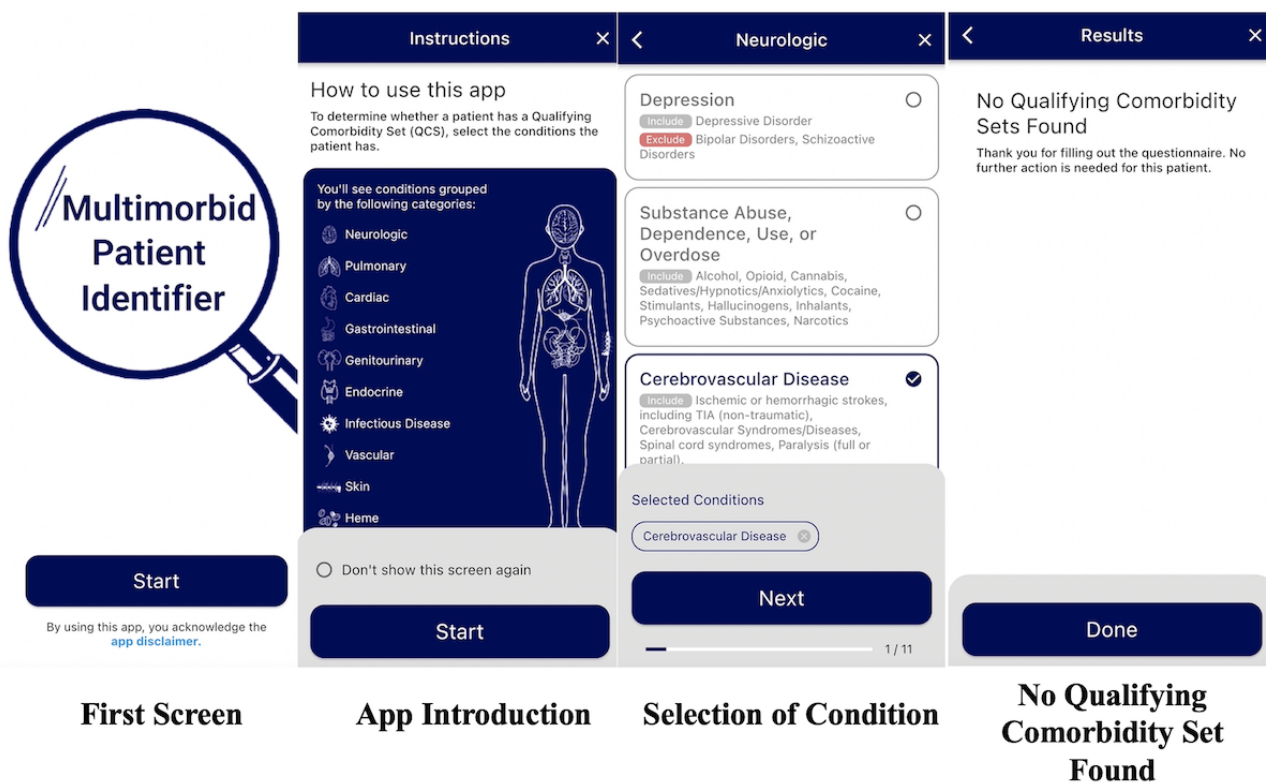 Multimorbid
Patient
Identifier
Start
By using this app, you acknowledge the
app disclaimer.
First Screen
Instructions
How to use this app
To determine whether a patient has a Qualifying
Comorbidity Set (QCS), select the conditions the
patient has.
You'll see conditions grouped
by the following categories:
Neurologic
Pulmonary
Cardiac
Gastrointestinal
Genitourinary
Endocrine
Infectious Disease
Vascular
Skin
Heme
Don't show this screen again
Start
App Introduction
Neurologic
Depression
Include Depressive Disorder
Exclude Bipolar Disorders, Schizoactive
Disorders
Substance Abuse,
Dependence, Use, or
Overdose
Include Alcohol, Opioid, Cannabis,
Sedatives/Hypnotics/Anxiolytics, Cocaine,
Stimulants, Hallucinogens, Inhalants,
Psychoactive Substances, Narcotics
Cerebrovascular Disease
Include Ischemic or hemorrhagic strokes,
including TIA (non-traumatic),
Cerebrovascular Syndromes/Diseases,
Spinal cord syndromes, Paralysis (full or
partial).
Selected Conditions
Cerebrovascular Disease
Next
1 / 11
Selection of Condition
Results
No Qualifying Comorbidity
Sets Found
Thank you for filling out the questionnaire. No
further action is needed for this patient.
Done
No Qualifying
Comorbidity Set
Found